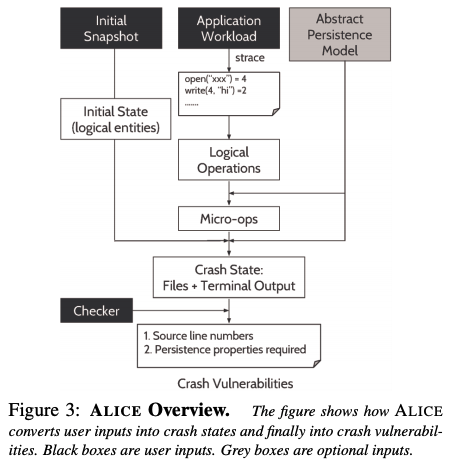 Initial
Snapshot
Application
Workload
Abstract
Persistence
Model
strace
open("xxx") = 4
write(4, "hi") =2
.......
Initial State
(logical entities)
Logical
Operations
Micro-ops
Crash State:
Files + Terminal Output
Checker
1. Source line numbers
2. Persistence properties required
Crash Vulnerabilities
Figure 3: ALICE Overview. The figure shows how ALICE
converts user inputs into crash states and finally into crash vulnerabil-
ities. Black boxes are user inputs. Grey boxes are optional inputs.